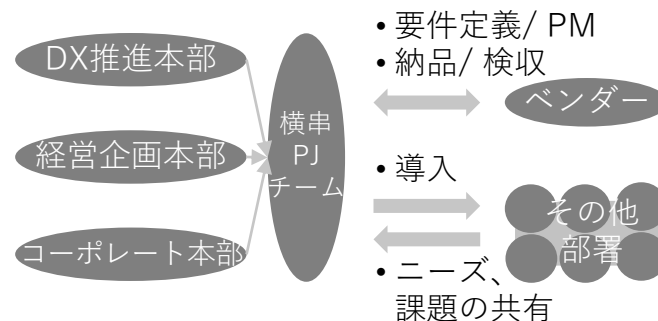 DX推進本部
経営企画本部
コーポレート本部
横串
PJ
チーム
• 要件定義/ PM
• 納品/ 検収
ベンダー
• 導入
その他
部署
• ニーズ、
課題の共有